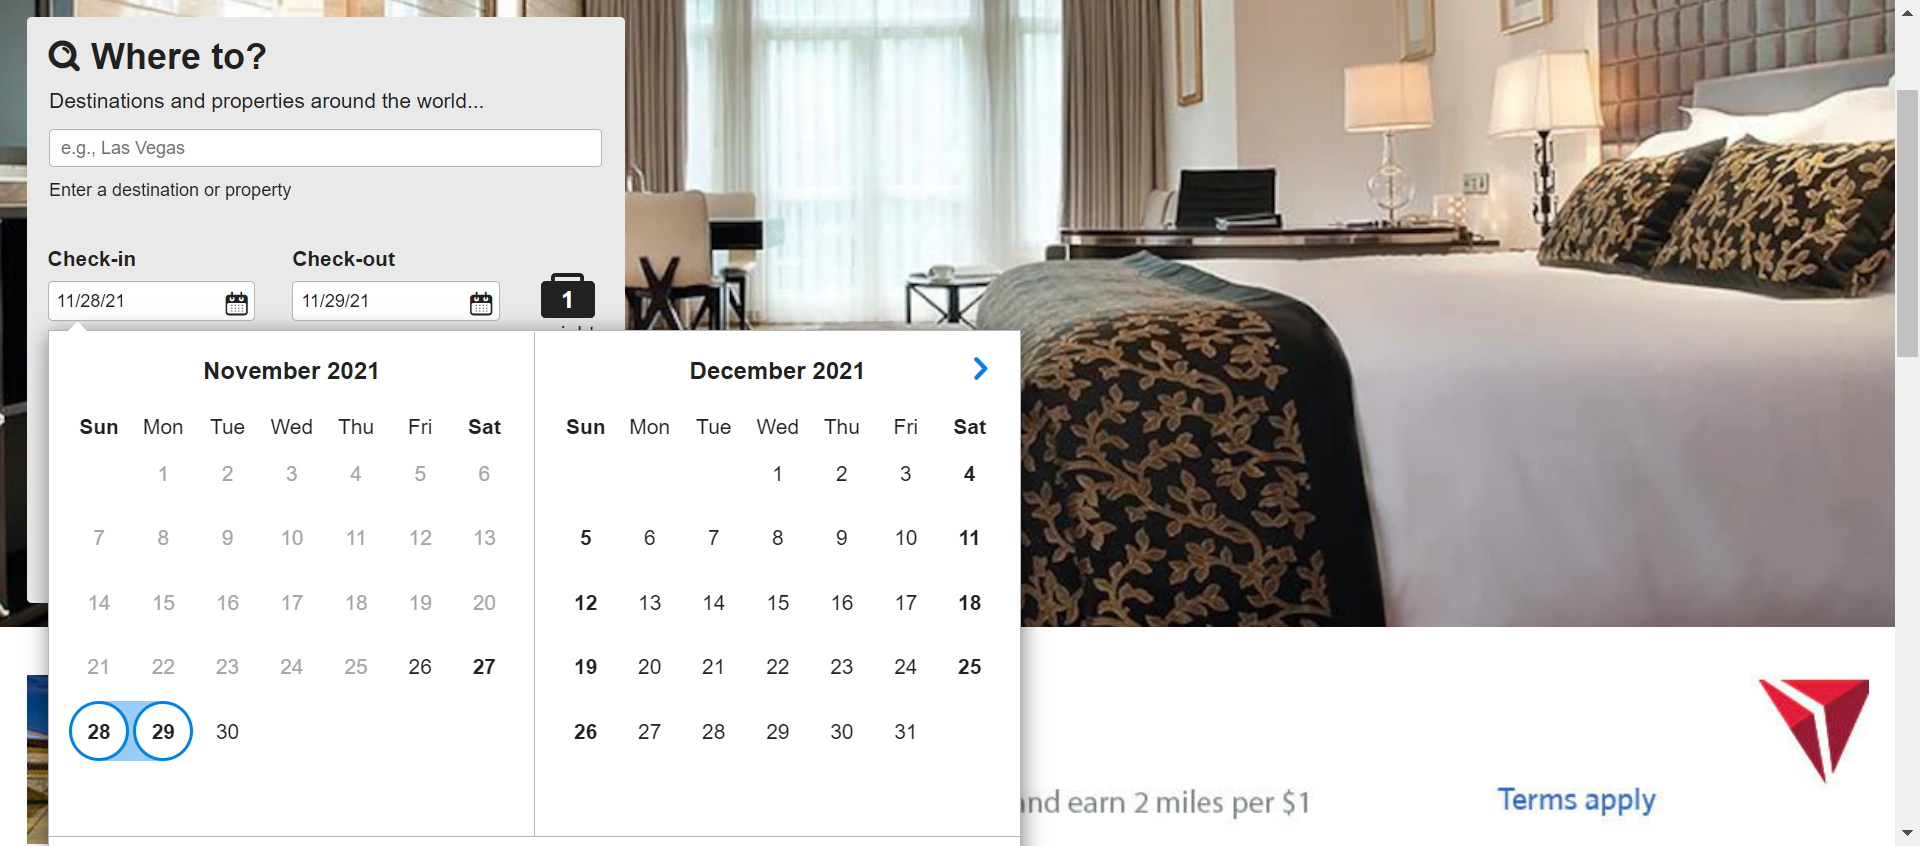 Where to?
Destinations and properties around the world...
e.g., Las Vegas
Enter a destination or property
Check-in
Check-out
11/28/21
11/29/21
1
November 2021
December 2021
Sun Mon Tue Wed Thu Fri Sat
1 2 3 4 5 6
7 8 9 10 11 12 13
14 15 16 17 18 19 20
21 22 23 24 25 26 27
28 29 30
Sun Mon Tue Wed Thu Fri Sat
1 2 3 4
5 6 7 8 9 10 11
12 13 14 15 16 17 18
19 20 21 22 23 24 25
26 27 28 29 30 31
and earn 2 miles per $1
Terms apply